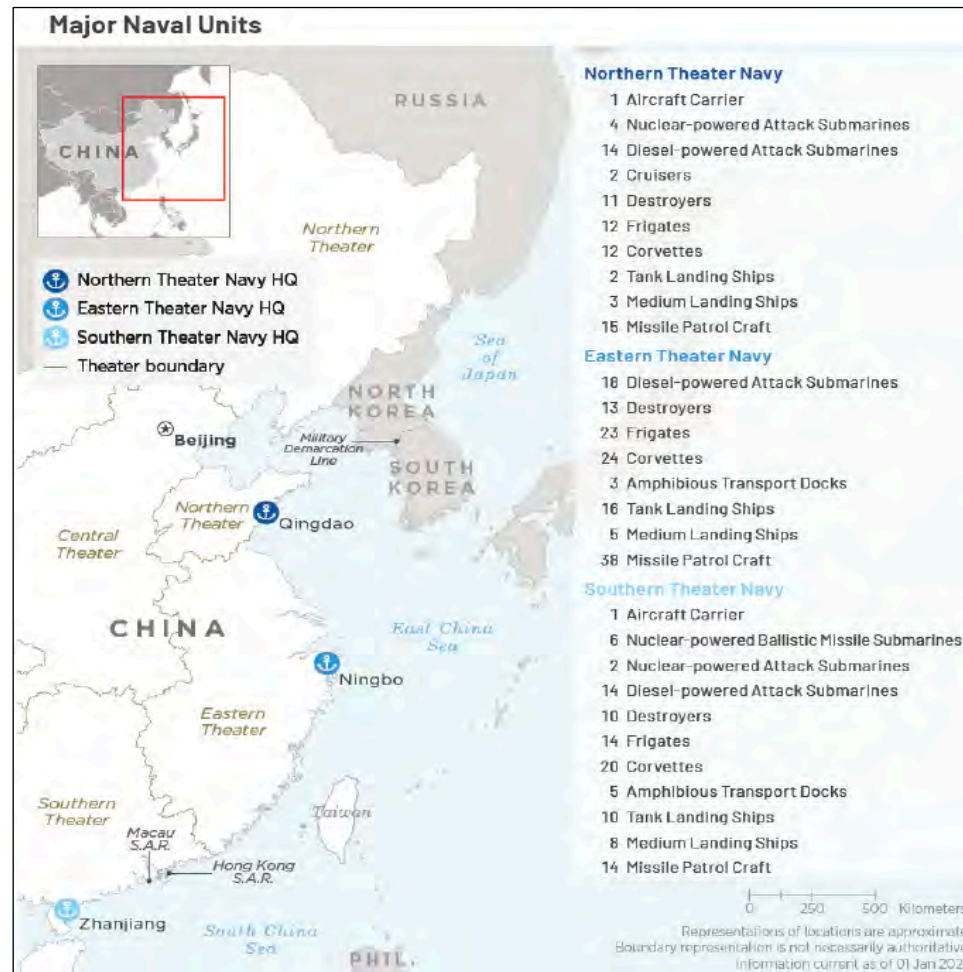 Major Naval Units
CHINA
RUSSIA
Northern
Theater
Northern Theater Navy HQ
Eastern Theater Navy HQ
Southern Theater Navy HQ
Theater boundary
Sea
of
Japan
NORTH
KOREA
Beijing
Military
Demarcation
Line
SOUTH
KOREA
Northern
Theater
Qingdao
Central
Theater
CHINA
East China
Sea
Ningbo
Eastern
Theater
Southern
Theater
Taiwan
Macau
S.A.R.
Hong Kong
S.A.R.
Zhanjiang
South China
Sea
PHIL.
Northern Theater Navy
1 Aircraft Carrier
4 Nuclear-powered Attack Submarines
14 Diesel-powered Attack Submarines
2 Cruisers
11 Destroyers
12 Frigates
12 Corvettes
2 Tank Landing Ships
3 Medium Landing Ships
15 Missile Patrol Craft
Eastern Theater Navy
18 Diesel-powered Attack Submarines
13 Destroyers
23 Frigates
24 Corvettes
3 Amphibious Transport Docks
16 Tank Landing Ships
5 Medium Landing Ships
38 Missile Patrol Craft
Southern Theater Navy
1 Aircraft Carrier
6 Nuclear-powered Ballistic Missile Submarines
2 Nuclear-powered Attack Submarines
14 Diesel-powered Attack Submarines
10 Destroyers
14 Frigates
20 Corvettes
5 Amphibious Transport Docks
10 Tank Landing Ships
8 Medium Landing Ships
14 Missile Patrol Craft
0 250 500 Kilometers
Representations of locations are approximate
Boundary representation is not necessarily authoritative
Information current as of 01 Jan 202